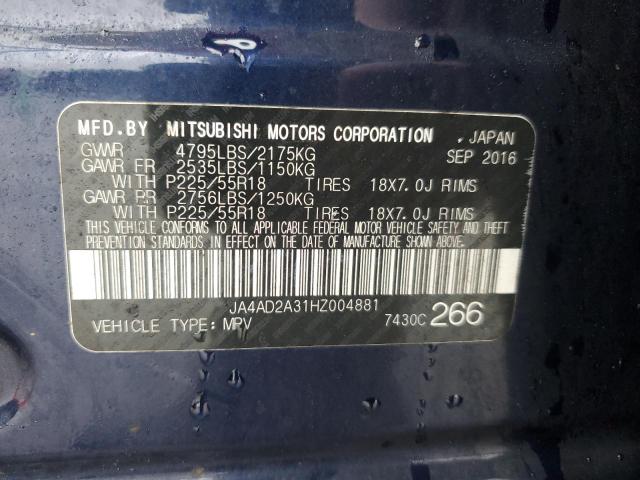 MFD.BY MITSUBISHI MOTORS CORPORATION , JAPAN
GVWR 4795LBS/2175KG SEP 2016
GAWR FR 2535LBS/1150KG
WITH P225/55R18 TIRES 18X7.0J RIMS
GAWR RR 2756LBS/1250KG
WITH P225/55R18 TIRES 18X7.0J RIMS
THIS VEHICLE CONFORMS TO ALL APPLICABLE FEDERAL MOTOR VEHICLE SAFETY AND THEFT
PREVENTION STANDARDS IN EFFECT ON THE DATE OF MANUFACTURE SHOWN ABOVE.
JA4AD2A31HZ004881
VEHICLE TYPE: MPV 7430C 266